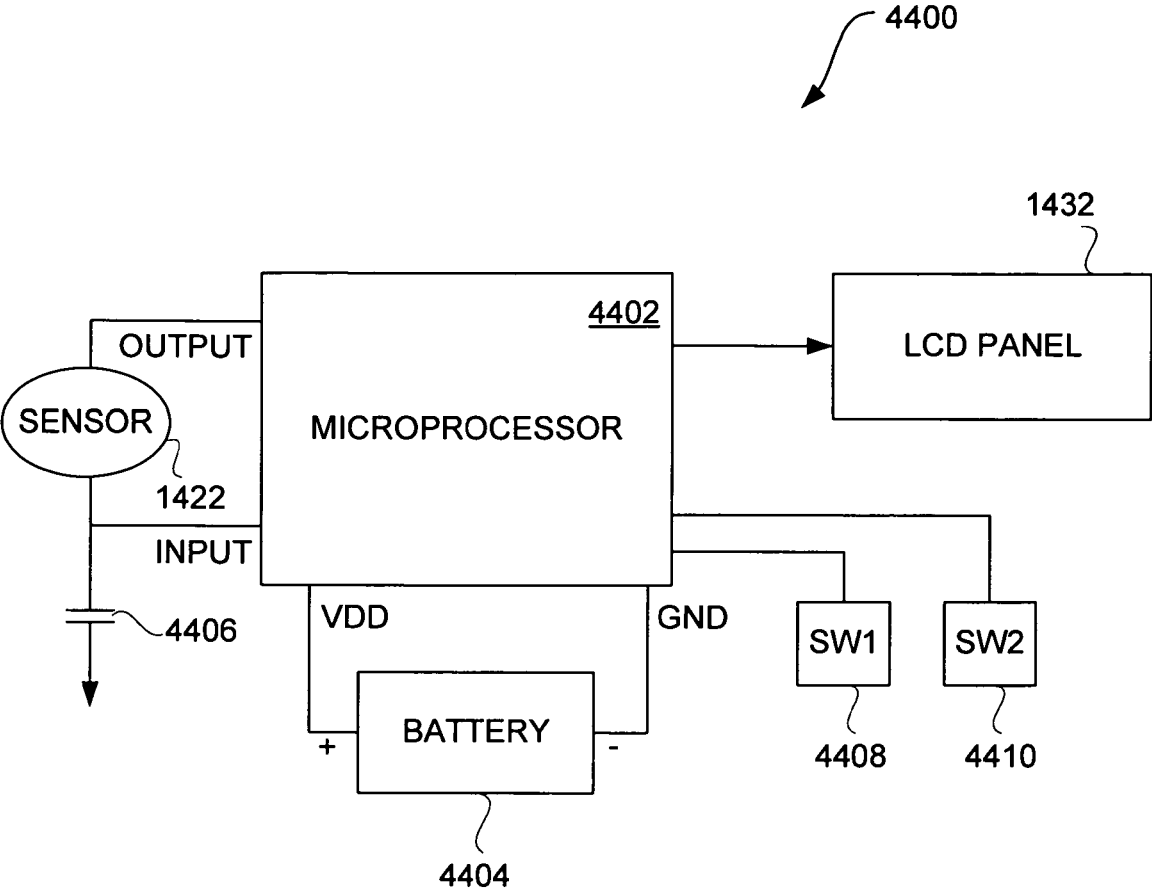 4400
1432
4402
OUTPUT
LCD PANEL
SENSOR
MICROPROCESSOR
1422
INPUT
VDD
GND
4406
SW1
SW2
BATTERY
+
-
4408
4410
4404